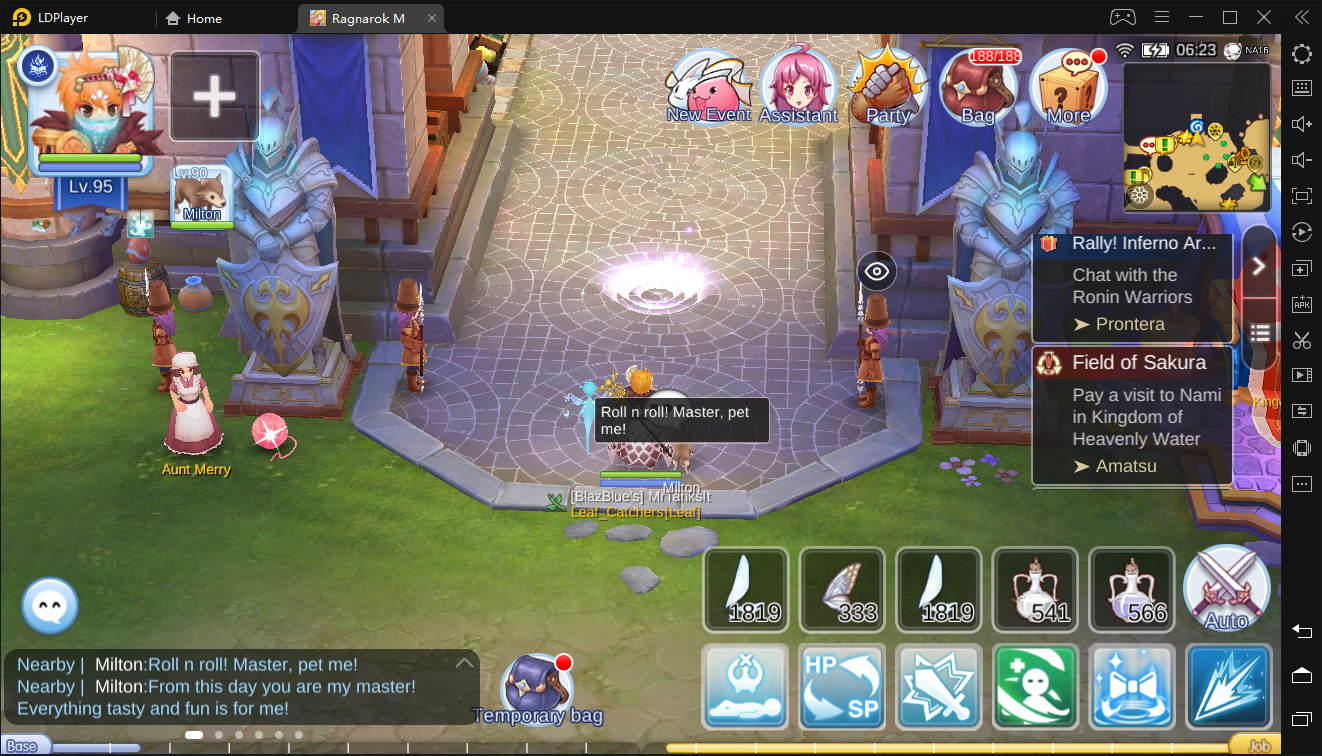 LDPlayer
Home
Ragnarok M
188/188
06:23
NA16
New Event
Assistant
Party
Bag
More
Lv.95
Lv.90
Milton
Rally! Inferno Ar...
Chat with the
Ronin Warriors
➤ Prontera
Field of Sakura
Pay a visit to Nami
in Kingdom of
Heavenly Water
➤ Amatsu
Roll n roll! Master, pet
me!
Aunt Merry
Milton
[BlazBlue's] MrTanksIt
Leaf_Catchers[Leaf]
1819
333
1819
541
566
Auto
HP
SP
Nearby | Milton:Roll n roll! Master, pet me!
Nearby | Milton:From this day you are my master!
Everything tasty and fun is for me!
Temporary bag
Base
Job
APK